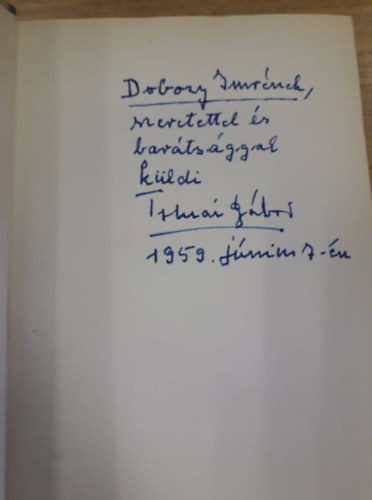 Dobozy Imrének,
szeretettel és
barátsággal
küldi
Tolnai Gábor
1959. június 7-én